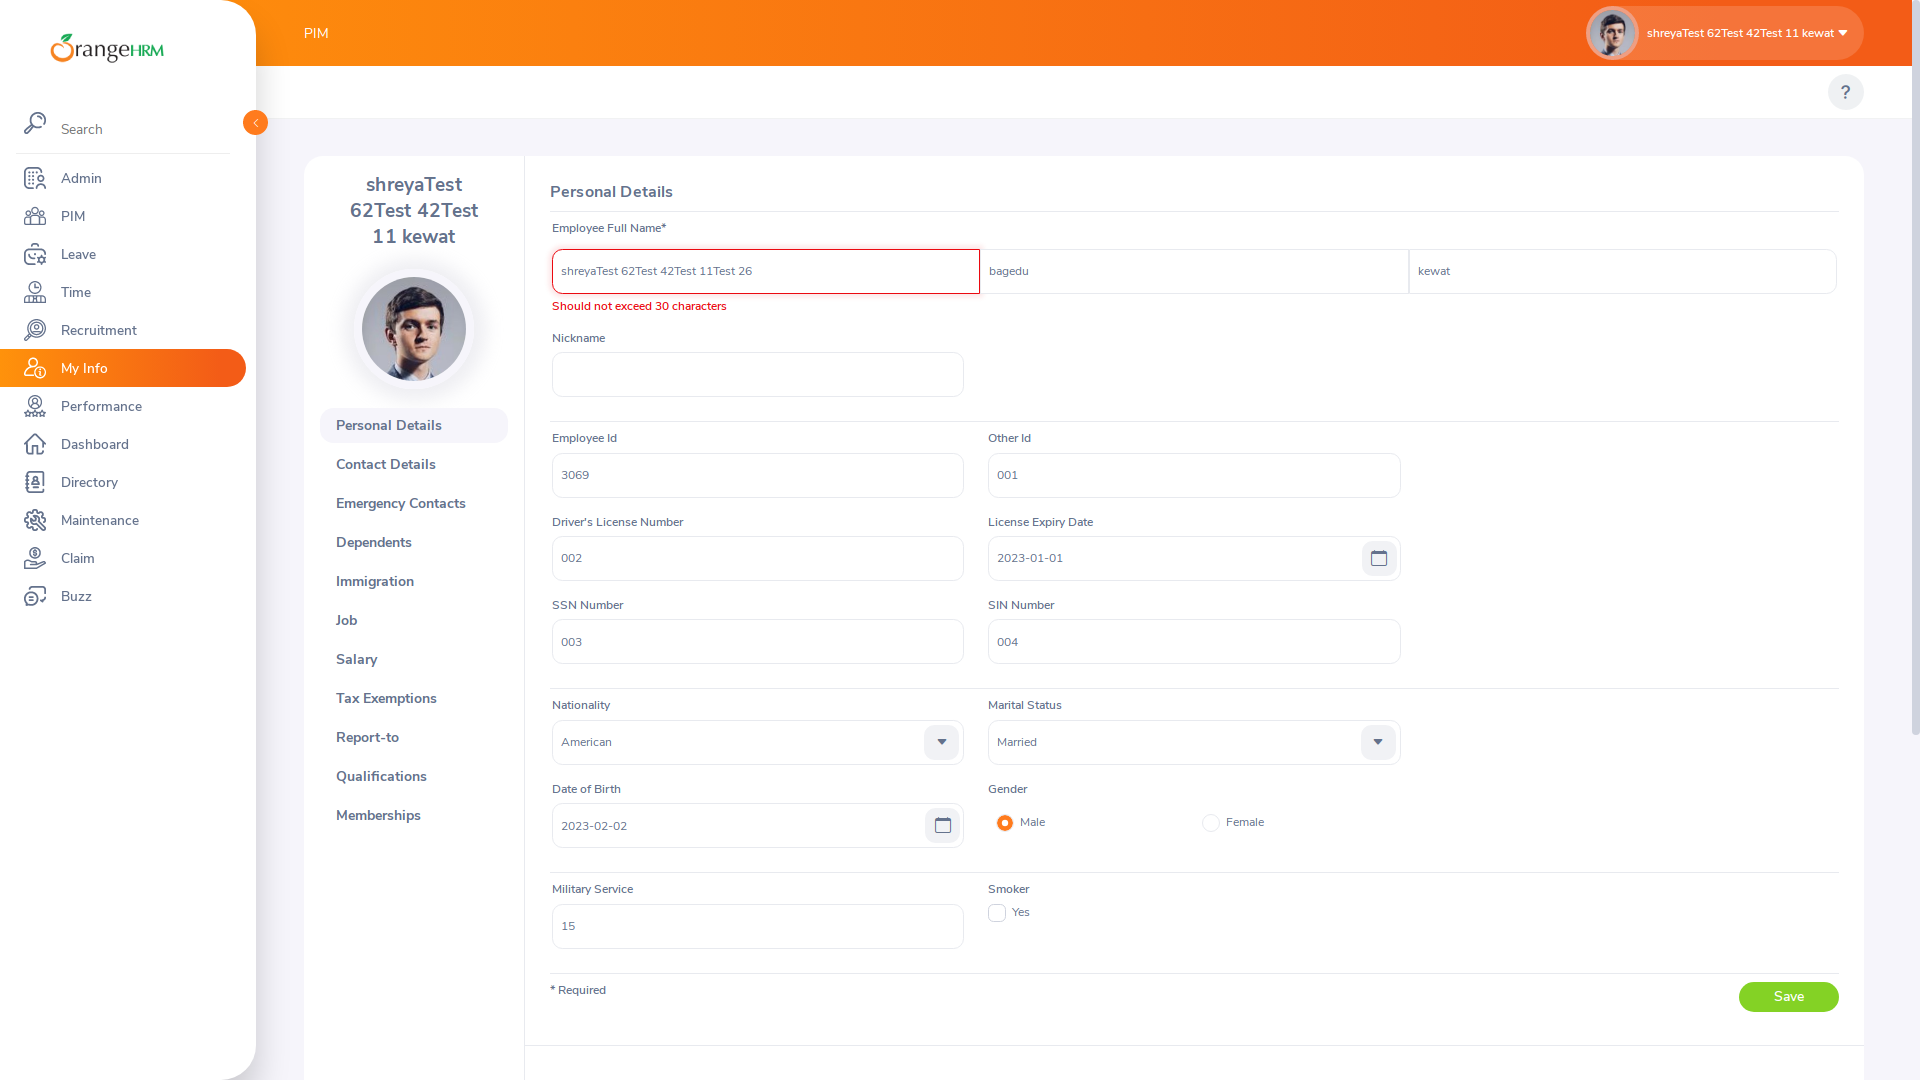 OrangeHRM
Search
Admin
PIM
Leave
Time
Recruitment
My Info
Performance
Dashboard
Directory
Maintenance
Claim
Buzz
PIM
shreyaTest 62Test 42Test 11 kewat
?
shreyaTest
62Test 42Test
11 kewat
Personal Details
Contact Details
Emergency Contacts
Dependents
Immigration
Job
Salary
Tax Exemptions
Report-to
Qualifications
Memberships
Personal Details
Employee Full Name*
shreyaTest 62Test 42Test 11Test 26 bagedu kewat
Should not exceed 30 characters
Nickname
Employee Id Other Id
3069 001
Driver's License Number License Expiry Date
002 2023-01-01
SSN Number SIN Number
003 004
Nationality Marital Status
American Married
Date of Birth Gender
2023-02-02 Male Female
Military Service Smoker
15 Yes
* Required Save